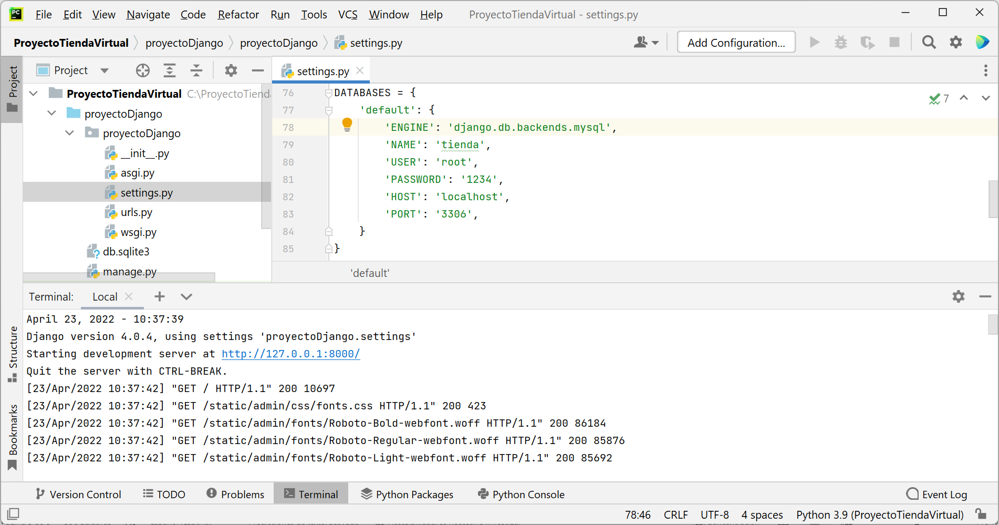 File Edit View Navigate Code Refactor Run Tools VCS Window Help ProyectoTiendaVirtual - settings.py
ProyectoTiendaVirtual proyectoDjango proyectoDjango settings.py Add Configuration...
Project
Project
settings.py
ProyectoTiendaVirtual C:\ProyectoTiend
proyectoDjango
proyectoDjango
__init__.py
asgi.py
settings.py
urls.py
wsgi.py
db.sqlite3
manage.py
76 DATABASES = {
77 'default': {
78 'ENGINE': 'django.db.backends.mysql',
79 'NAME': 'tienda',
80 'USER': 'root',
81 'PASSWORD': '1234',
82 'HOST': 'localhost',
83 'PORT': '3306',
84 }
85 }
7
'default'
Terminal: Local
April 23, 2022 - 10:37:39
Django version 4.0.4, using settings 'proyectoDjango.settings'
Starting development server at http://127.0.0.1:8000/
Quit the server with CTRL-BREAK.
[23/Apr/2022 10:37:42] "GET / HTTP/1.1" 200 10697
[23/Apr/2022 10:37:42] "GET /static/admin/css/fonts.css HTTP/1.1" 200 423
[23/Apr/2022 10:37:42] "GET /static/admin/fonts/Roboto-Bold-webfont.woff HTTP/1.1" 200 86184
[23/Apr/2022 10:37:42] "GET /static/admin/fonts/Roboto-Regular-webfont.woff HTTP/1.1" 200 85876
[23/Apr/2022 10:37:42] "GET /static/admin/fonts/Roboto-Light-webfont.woff HTTP/1.1" 200 85692
Structure
Bookmarks
Version Control TODO Problems Terminal Python Packages Python Console Event Log
78:46 CRLF UTF-8 4 spaces Python 3.9 (ProyectoTiendaVirtual)